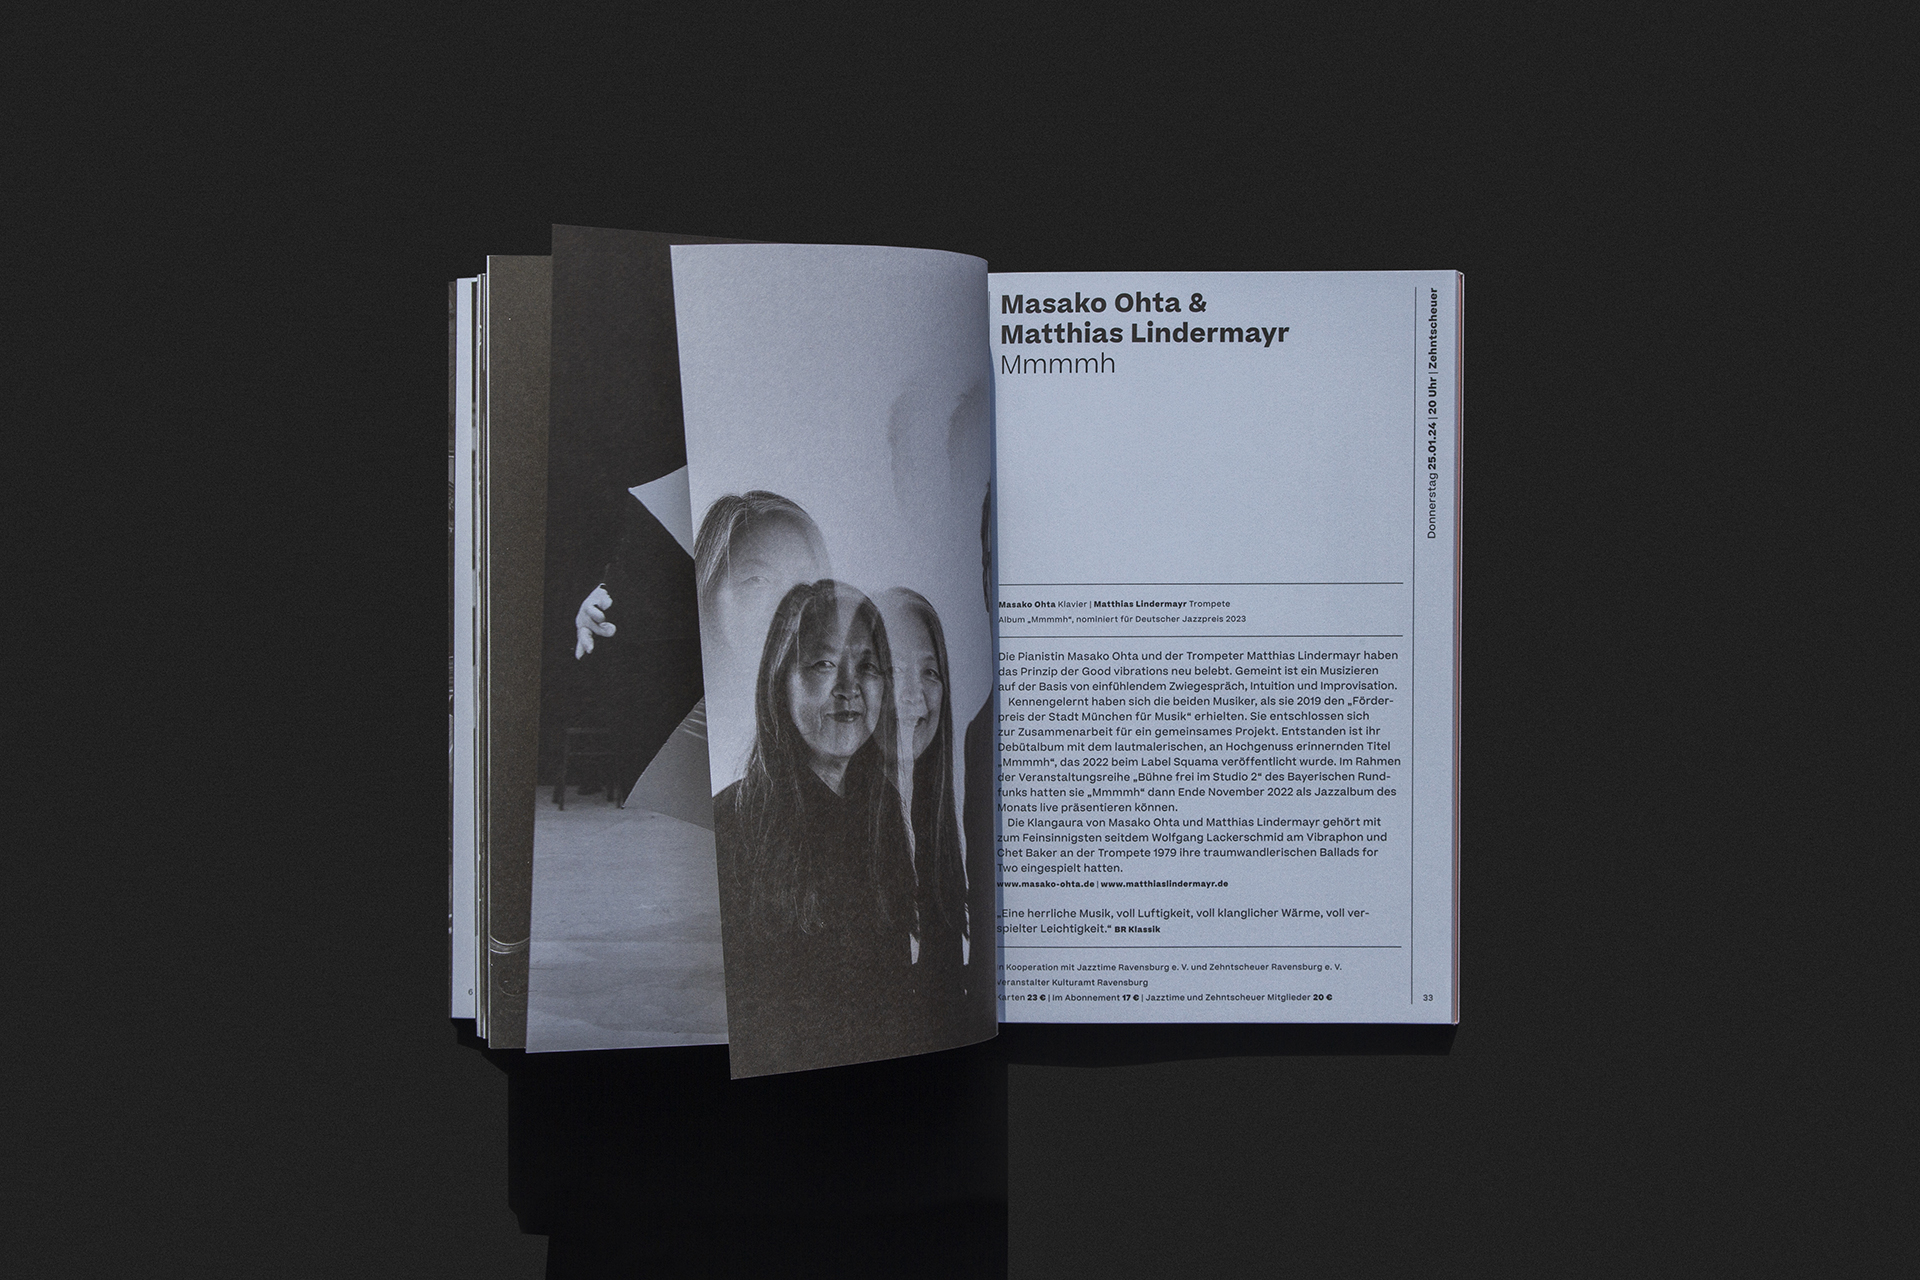 Masako Ohta &
Matthias Lindermayr
Mmmmh
Donnerstag 25.01.24 | 20 Uhr | Zehntscheuer
Masako Ohta Klavier | Matthias Lindermayr Trompete
Album „Mmmmh“, nominiert für Deutscher Jazzpreis 2023
Die Pianistin Masako Ohta und der Trompeter Matthias Lindermayr haben
das Prinzip der Good vibrations neu belebt. Gemeint ist ein Musizieren
auf der Basis von einfühlendem Zwiegespräch, Intuition und Improvisation.
Kennengelernt haben sich die beiden Musiker, als sie 2019 den „Förder-
preis der Stadt München für Musik“ erhielten. Sie entschlossen sich
zur Zusammenarbeit für ein gemeinsames Projekt. Entstanden ist ihr
Debütalbum mit dem lautmalerischen, an Hochgenuss erinnernden Titel
„Mmmmh“, das 2022 beim Label Squama veröffentlicht wurde. Im Rahmen
der Veranstaltungsreihe „Bühne frei im Studio 2“ des Bayerischen Rund-
funks hatten sie „Mmmmh“ dann Ende November 2022 als Jazzalbum des
Monats live präsentieren können.
Die Klangaura von Masako Ohta und Matthias Lindermayr gehört mit
zum Feinsinnigsten seitdem Wolfgang Lackerschmid am Vibraphon und
Chet Baker an der Trompete 1979 ihre traumwandlerischen Ballads for
Two eingespielt hatten.
www.masako-ohta.de | www.matthiaslindermayr.de
„Eine herrliche Musik, voll Luftigkeit, voll klanglicher Wärme, voll ver-
spielter Leichtigkeit.“ BR Klassik
In Kooperation mit Jazztime Ravensburg e. V. und Zehntscheuer Ravensburg e. V.
Veranstalter Kulturamt Ravensburg
Karten 23 € | im Abonnement 17 € | Jazztime und Zehntscheuer Mitglieder 20 €
33
6